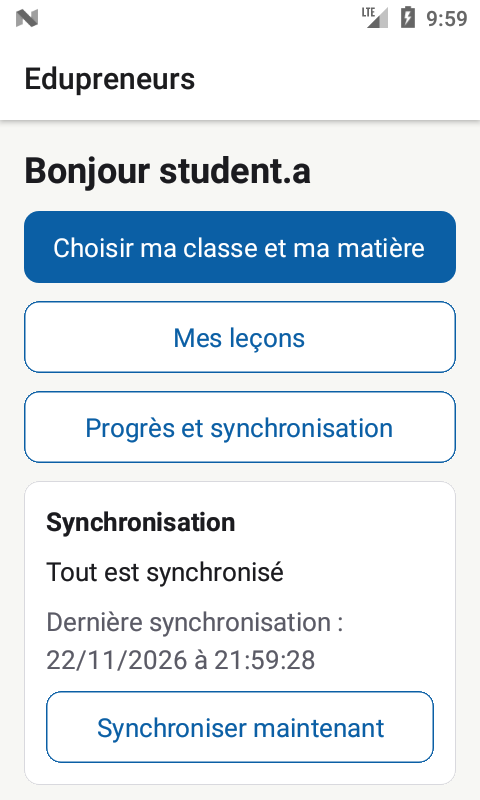 LTE 9:59
Edupreneurs
Bonjour student.a
Choisir ma classe et ma matière
Mes leçons
Progrès et synchronisation
Synchronisation
Tout est synchronisé
Dernière synchronisation :
22/11/2026 à 21:59:28
Synchroniser maintenant